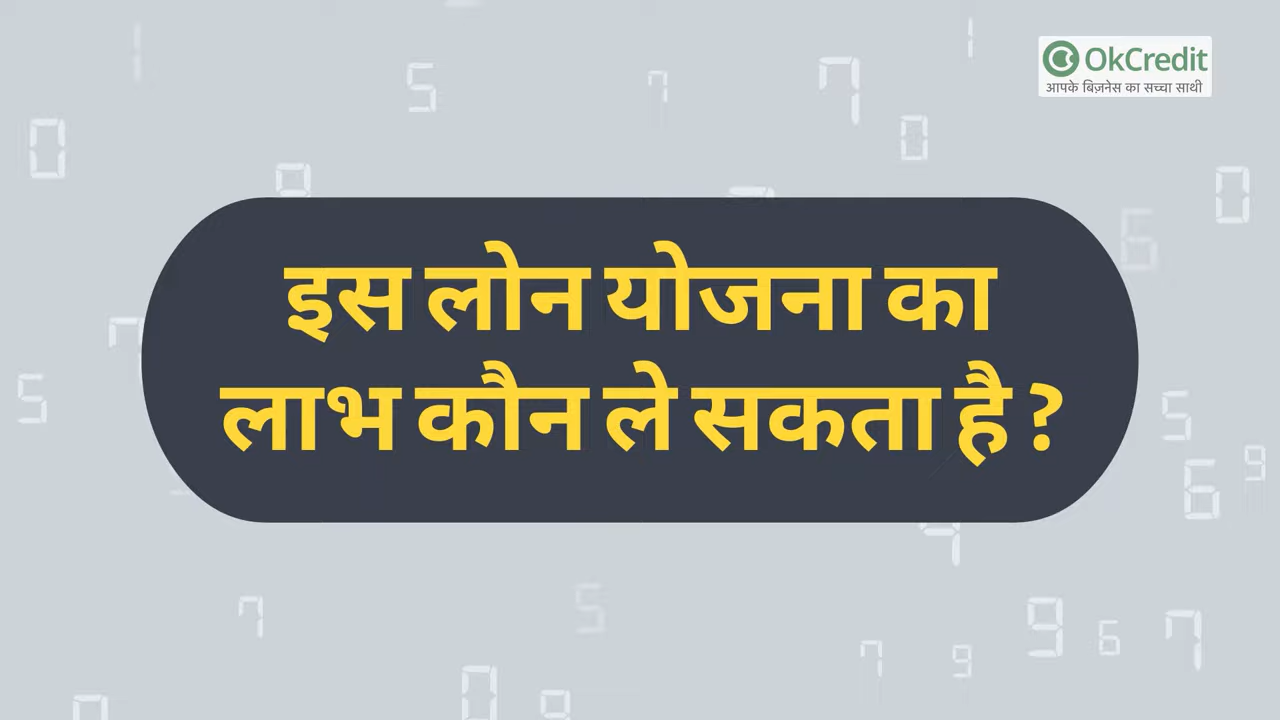 OkCredit
आपके बिज़नेस का सच्चा साथी
इस लोन योजना का
लाभ कौन ले सकता है ?